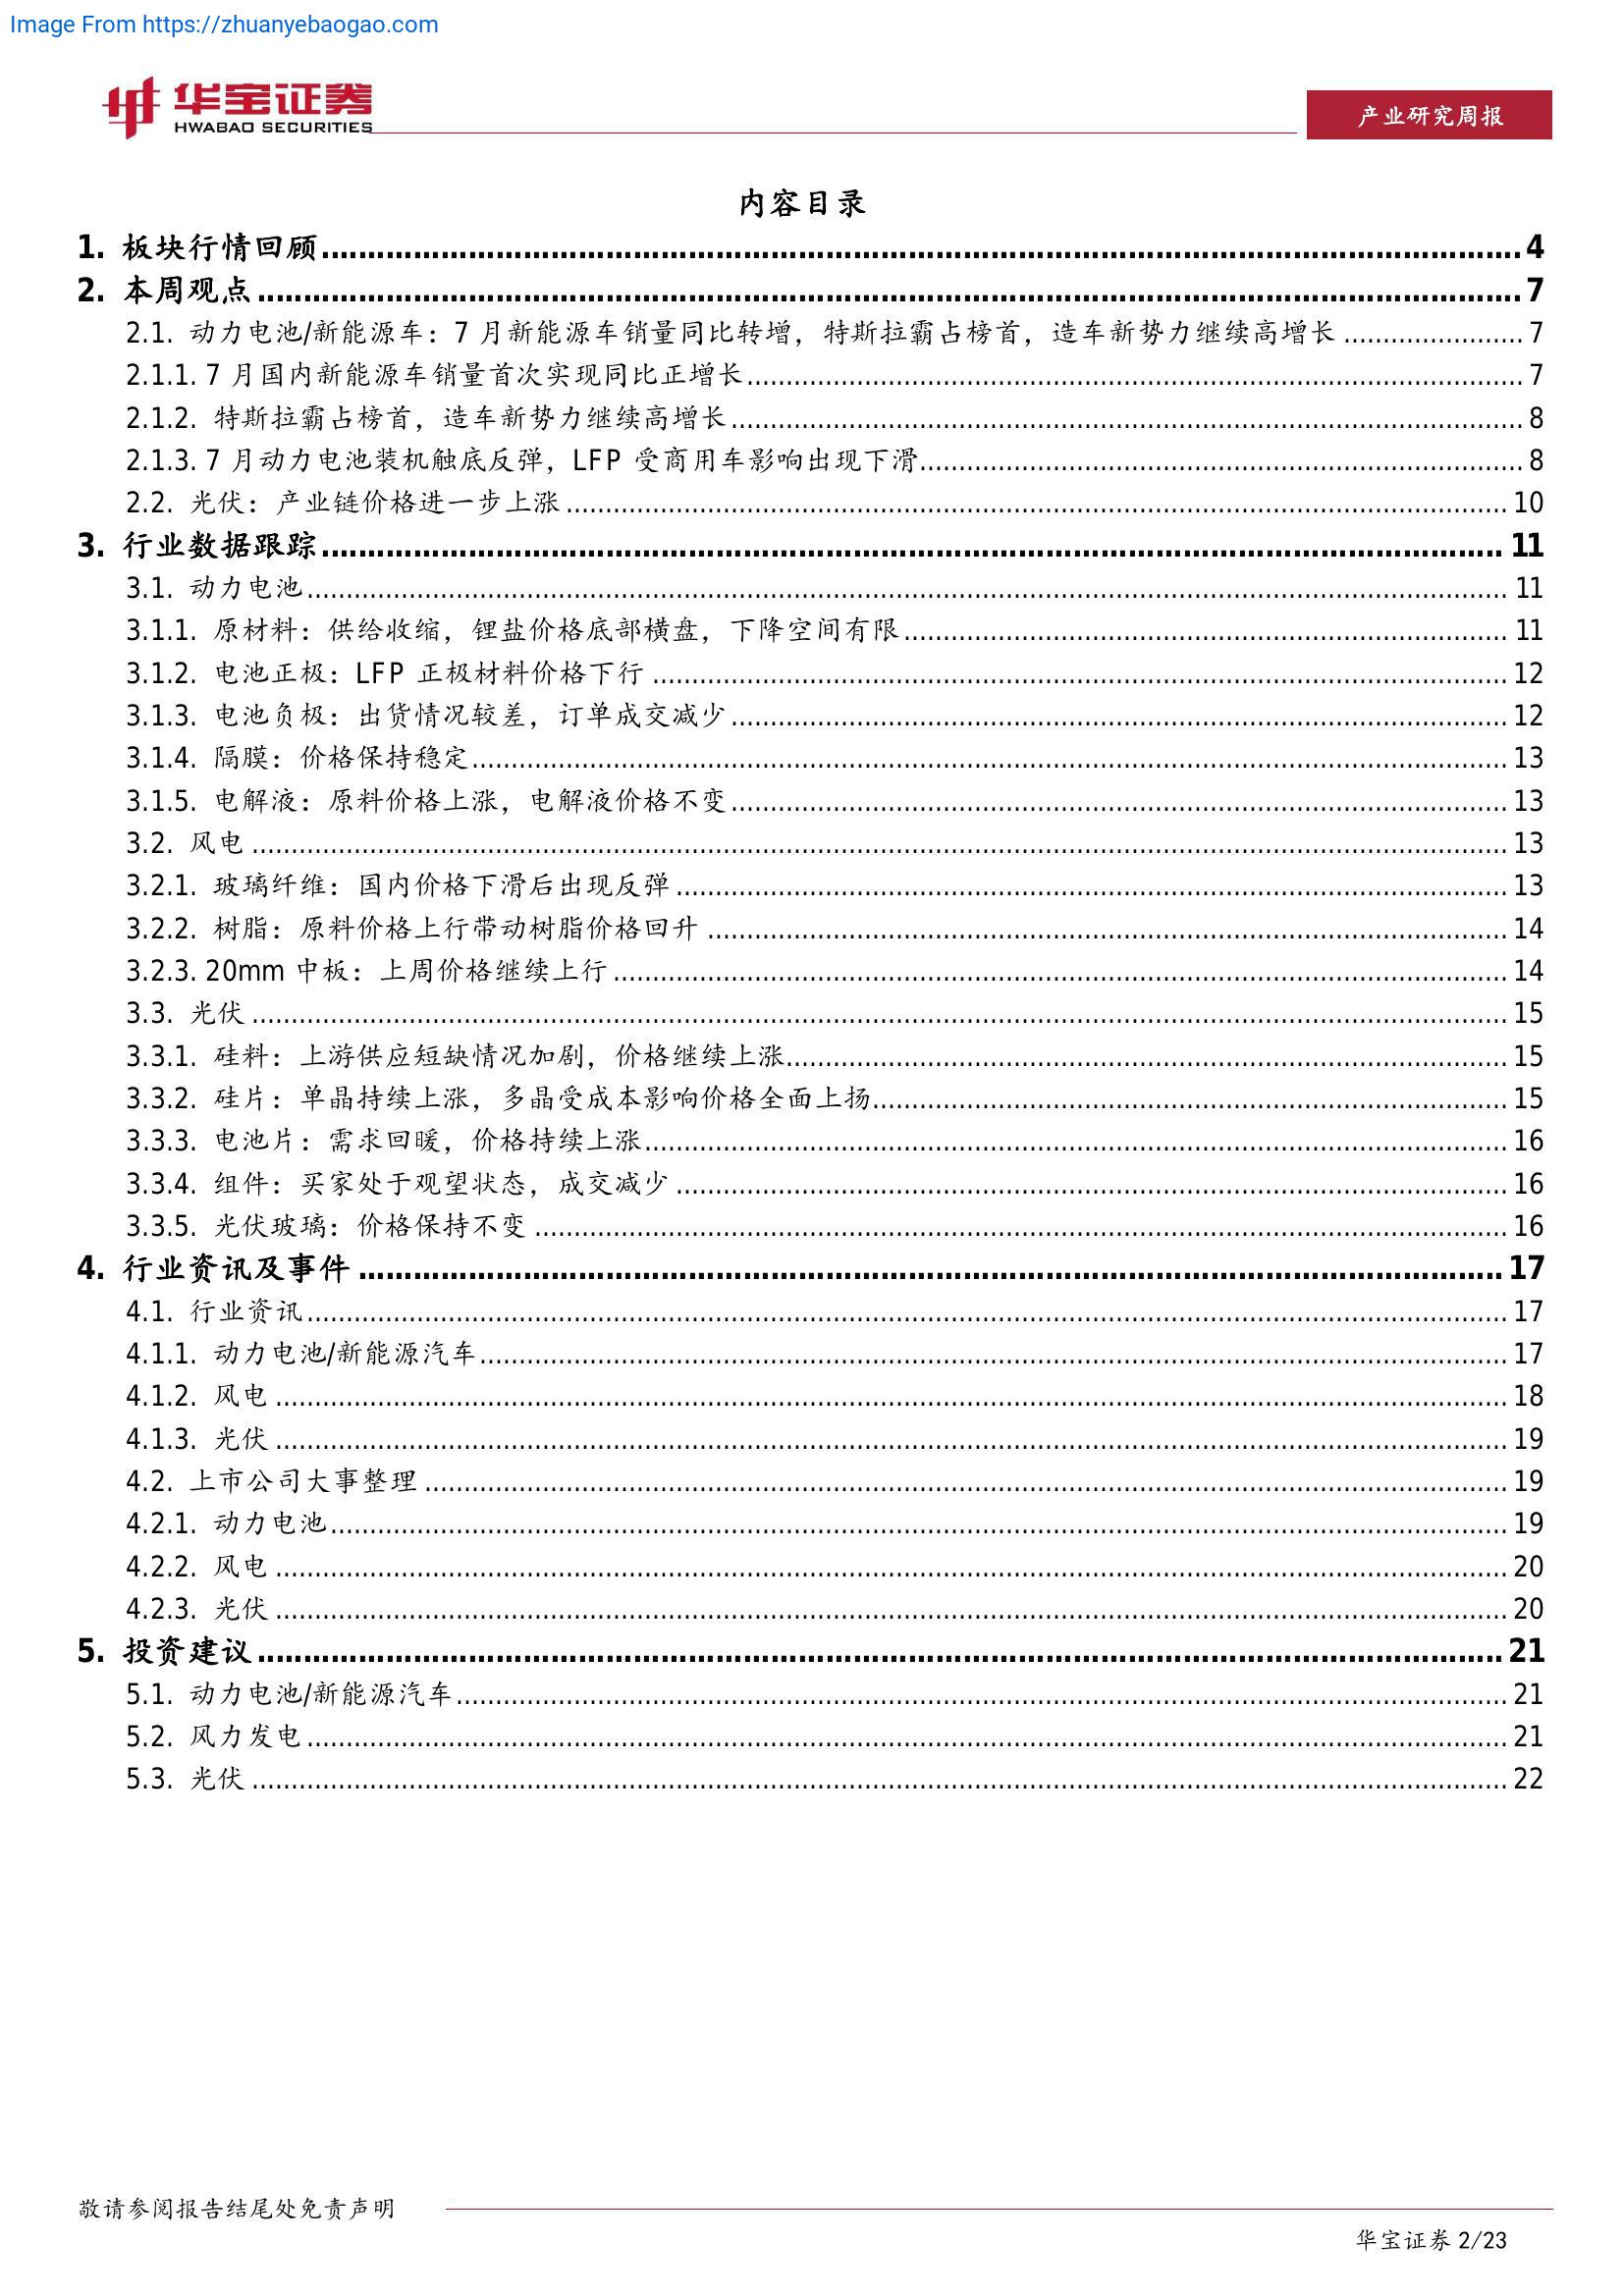 Image From https://zhuanyebaogao.com
华宝证券
HWABAO SECURITIES
产业研究周报
内容目录
1. 板块行情回顾 4
2. 本周观点 7
2.1. 动力电池/新能源车：7 月新能源车销量同比转增，特斯拉霸占榜首，造车新势力继续高增长 7
2.1.1. 7 月国内新能源车销量首次实现同比正增长 7
2.1.2. 特斯拉霸占榜首，造车新势力继续高增长 8
2.1.3. 7 月动力电池装机触底反弹，LFP 受商用车影响出现下滑 8
2.2. 光伏：产业链价格进一步上涨 10
3. 行业数据跟踪 11
3.1. 动力电池 11
3.1.1. 原材料：供给收缩，锂盐价格底部横盘，下降空间有限 11
3.1.2. 电池正极：LFP 正极材料价格下行 12
3.1.3. 电池负极：出货情况较差，订单成交减少 12
3.1.4. 隔膜：价格保持稳定 13
3.1.5. 电解液：原料价格上涨，电解液价格不变 13
3.2. 风电 13
3.2.1. 玻璃纤维：国内价格下滑后出现反弹 13
3.2.2. 树脂：原料价格上行带动树脂价格回升 14
3.2.3. 20mm 中板：上周价格继续上行 14
3.3. 光伏 15
3.3.1. 硅料：上游供应短缺情况加剧，价格继续上涨 15
3.3.2. 硅片：单晶持续上涨，多晶受成本影响价格全面上扬 15
3.3.3. 电池片：需求回暖，价格持续上涨 16
3.3.4. 组件：买家处于观望状态，成交减少 16
3.3.5. 光伏玻璃：价格保持不变 16
4. 行业资讯及事件 17
4.1. 行业资讯 17
4.1.1. 动力电池/新能源汽车 17
4.1.2. 风电 18
4.1.3. 光伏 19
4.2. 上市公司大事整理 19
4.2.1. 动力电池 19
4.2.2. 风电 20
4.2.3. 光伏 20
5. 投资建议 21
5.1. 动力电池/新能源汽车 21
5.2. 风力发电 21
5.3. 光伏 22
敬请参阅报告结尾处免责声明
华宝证券 2/23